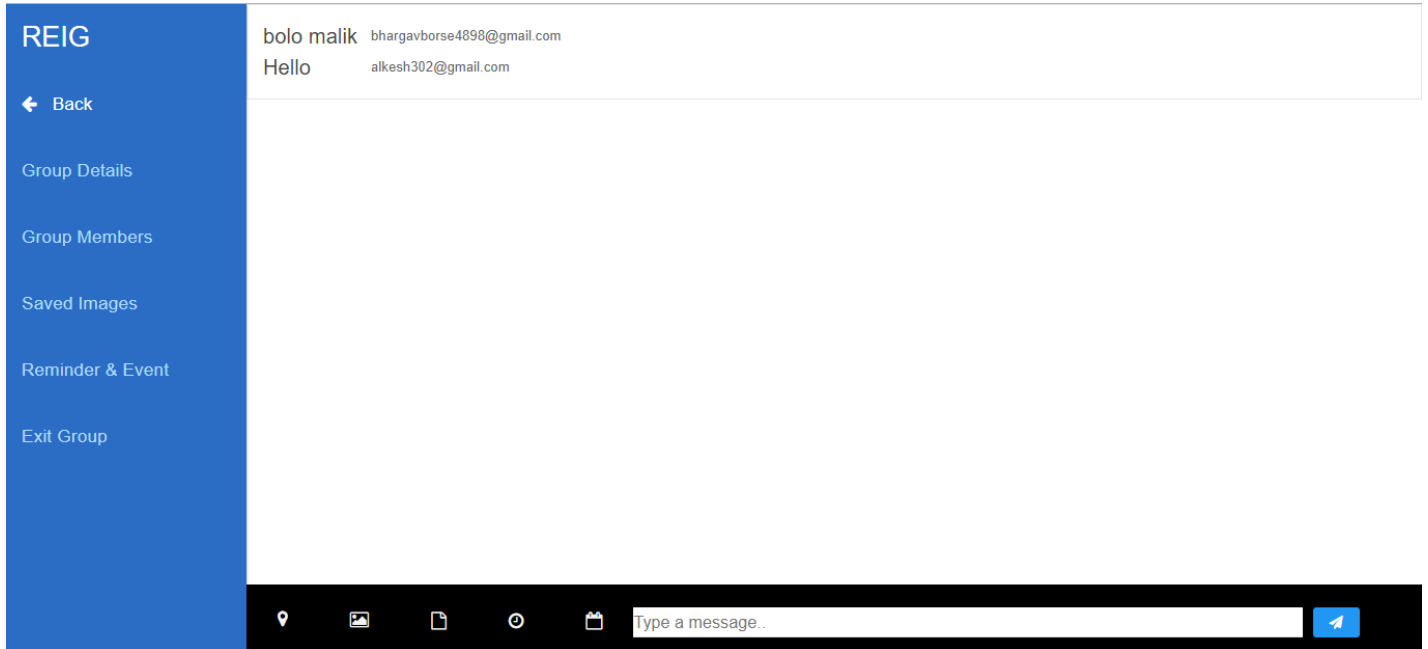 REIG
Back
Group Details
Group Members
Saved Images
Reminder & Event
Exit Group
bolo malik bhargavborse4898@gmail.com
Hello alkesh302@gmail.com
Type a message..